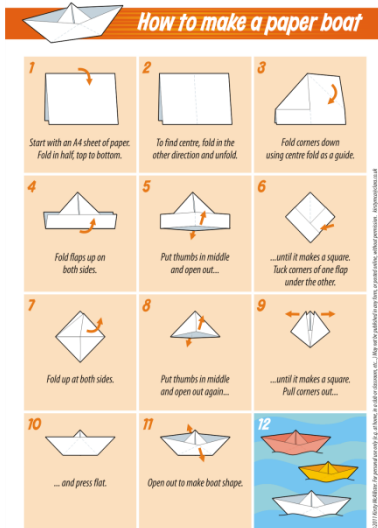 How to make a paper boat
1
Start with an A4 sheet of paper.
Fold in half, top to bottom.
2
To find centre, fold in the
other direction and unfold.
3
Fold corners down
using centre fold as a guide.
4
Fold flaps up on
both sides.
5
Put thumbs in middle
and open out...
6
...until it makes a square.
Tuck corners of one flap
under the other.
7
Fold up at both sides.
8
Put thumbs in middle
and open out again...
9
...until it makes a square.
Pull corners out...
10
... and press flat.
11
Open out to make boat shape.
12